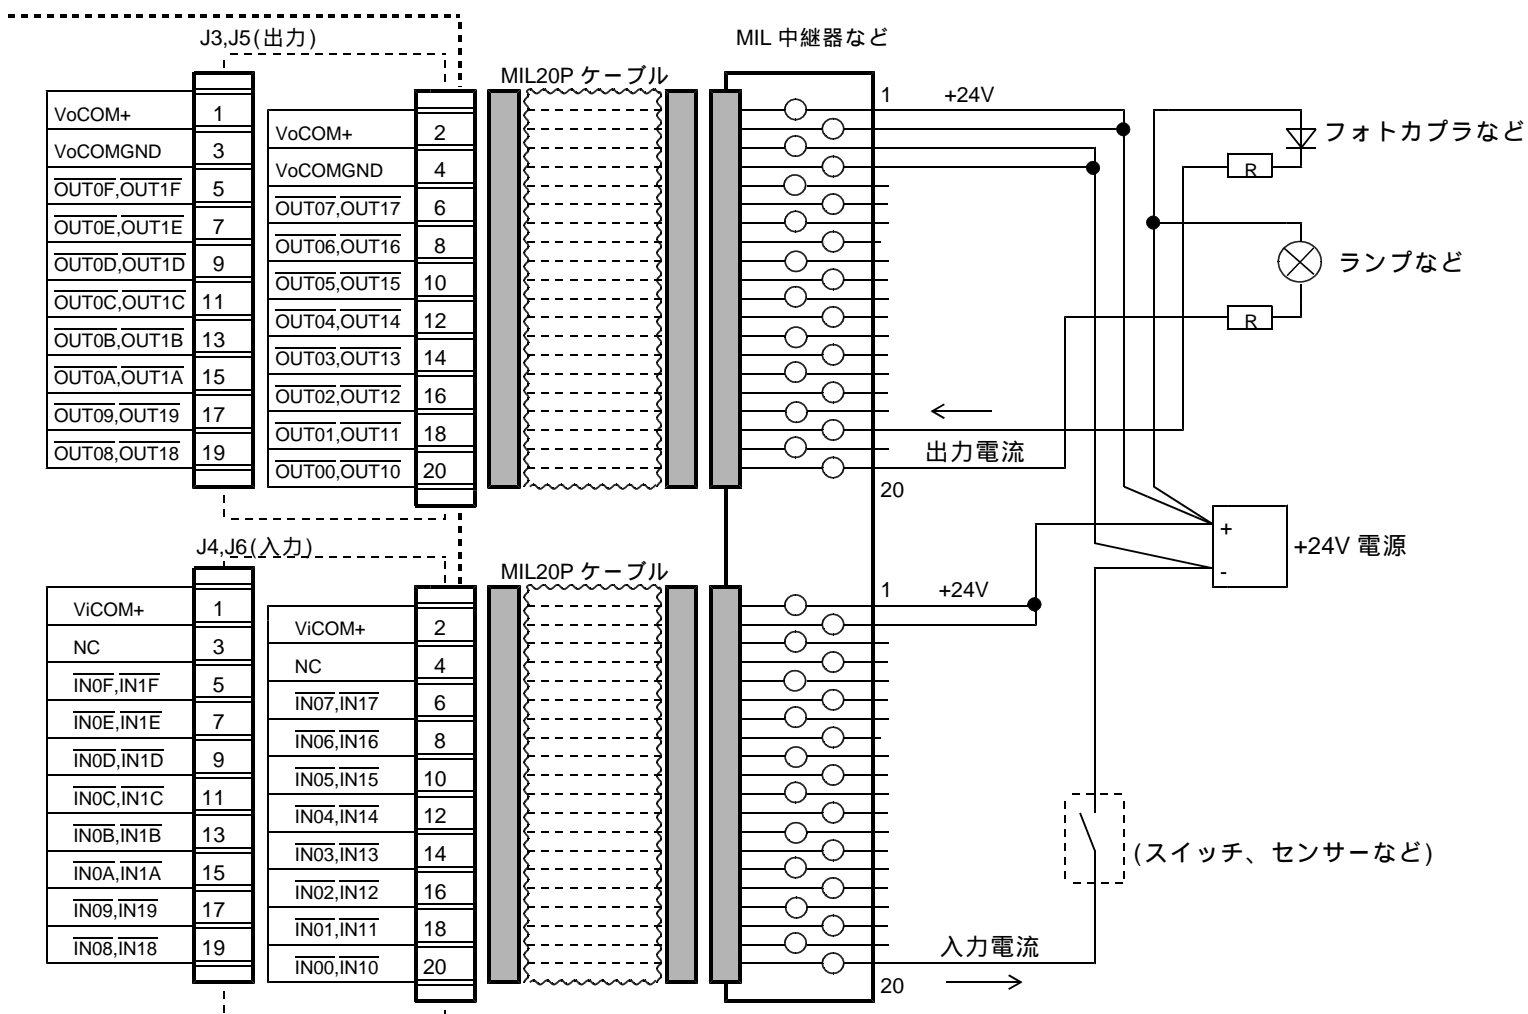 J3,J5(出力)
MIL20P ケーブル
MIL 中継器など
VoCOM+ 1
VoCOMGND 3
OUT0F,OUT1F 5
OUT0E,OUT1E 7
OUT0D,OUT1D 9
OUT0C,OUT1C 11
OUT0B,OUT1B 13
OUT0A,OUT1A 15
OUT09,OUT19 17
OUT08,OUT18 19
VoCOM+ 2
VoCOMGND 4
OUT07,OUT17 6
OUT06,OUT16 8
OUT05,OUT15 10
OUT04,OUT14 12
OUT03,OUT13 14
OUT02,OUT12 16
OUT01,OUT11 18
OUT00,OUT10 20
1 +24V
フォトカプラなど
R
ランプなど
R
出力電流
20
+
-
+24V 電源
J4,J6(入力)
MIL20P ケーブル
ViCOM+ 1
NC 3
IN0F,IN1F 5
IN0E,IN1E 7
IN0D,IN1D 9
IN0C,IN1C 11
IN0B,IN1B 13
IN0A,IN1A 15
IN09,IN19 17
IN08,IN18 19
ViCOM+ 2
NC 4
IN07,IN17 6
IN06,IN16 8
IN05,IN15 10
IN04,IN14 12
IN03,IN13 14
IN02,IN12 16
IN01,IN11 18
IN00,IN10 20
1 +24V
(スイッチ、センサーなど)
入力電流
20